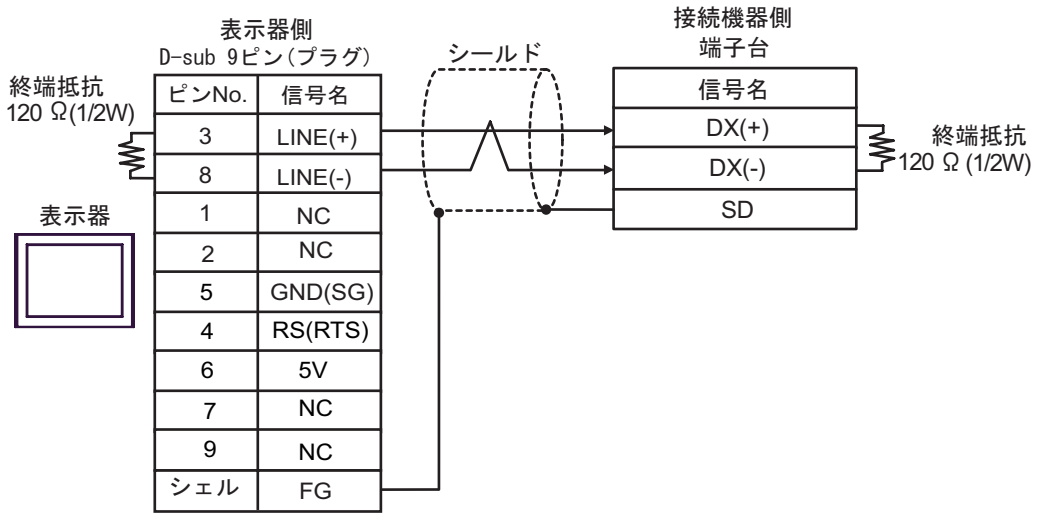 表示器側
D-sub 9ピン(プラグ)
シールド
接続機器側
端子台
終端抵抗
120 Ω(1/2W)
ピンNo. 信号名
3 LINE(+)
8 LINE(-)
1 NC
2 NC
5 GND(SG)
4 RS(RTS)
6 5V
7 NC
9 NC
シェル FG
表示器
信号名
DX(+)
DX(-)
SD
終端抵抗
120 Ω (1/2W)